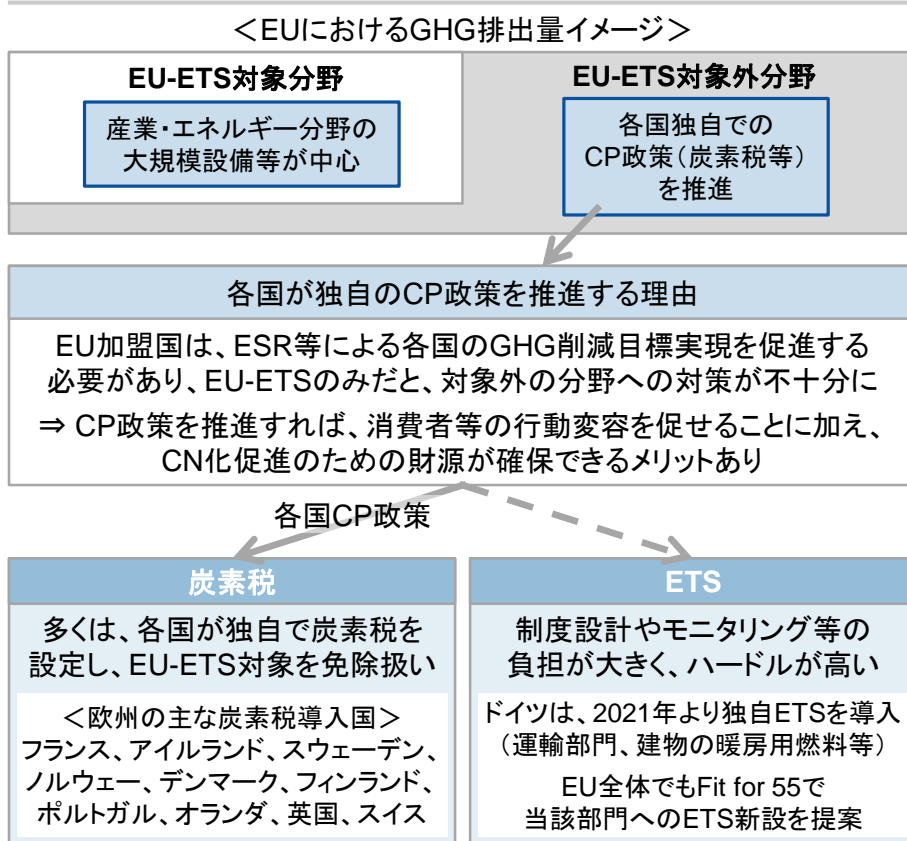 ＜EUにおけるGHG排出量イメージ＞
EU-ETS対象分野
産業・エネルギー分野の
大規模設備等が中心
EU-ETS対象外分野
各国独自での
CP政策（炭素税等）
を推進
各国が独自のCP政策を推進する理由
EU加盟国は、ESR等による各国のGHG削減目標実現を促進する
必要があり、EU-ETSのみだと、対象外の分野への対策が不十分に
⇒ CP政策を推進すれば、消費者等の行動変容を促せることに加え、
CN化促進のための財源が確保できるメリットあり
各国CP政策
炭素税
多くは、各国が独自で炭素税を
設定し、EU-ETS対象を免除扱い
＜欧州の主な炭素税導入国＞
フランス、アイルランド、スウェーデン、
ノルウェー、デンマーク、フィンランド、
ポルトガル、オランダ、英国、スイス
ETS
制度設計やモニタリング等の
負担が大きく、ハードルが高い
ドイツは、2021年より独自ETSを導入
（運輸部門、建物の暖房用燃料等）
EU全体でもFit for 55で
当該部門へのETS新設を提案